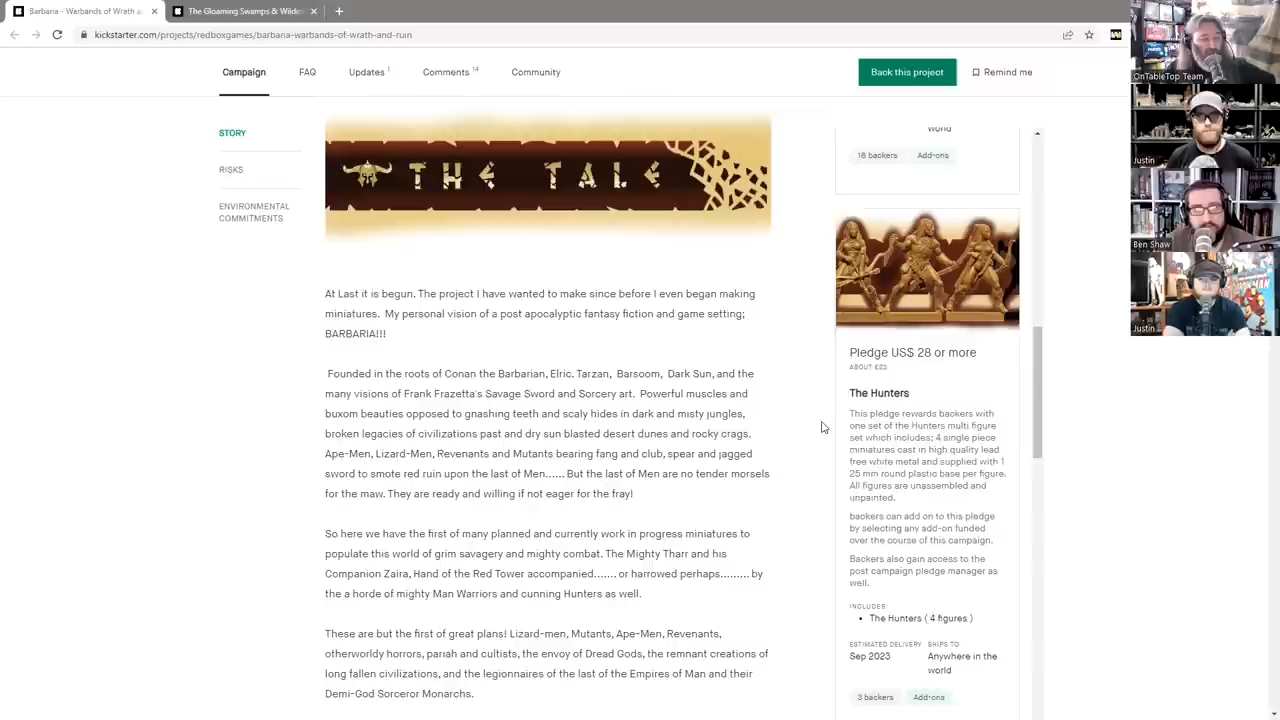 Barbaria - Warbands of Wrath a
The Gloaming Swamps & Wilde
kickstarter.com/projects/redboxgames/barbaria-warbands-of-wrath-and-ruin
Campaign
FAQ
Updates 1
Comments 14
Community
Back this project
Remind me
OnTableTop Team
Justin
Ben Shaw
Justin
STORY
RISKS
ENVIRONMENTAL
COMMITMENTS
THE TALE
At Last it is begun. The project I have wanted to make since before I even began making
miniatures. My personal vision of a post apocalyptic fantasy fiction and game setting;
BARBARIA!!!
Founded in the roots of Conan the Barbarian, Elric. Tarzan, Barsoom, Dark Sun, and the
many visions of Frank Frazetta's Savage Sword and Sorcery art. Powerful muscles and
buxom beauties opposed to gnashing teeth and scaly hides in dark and misty jungles,
broken legacies of civilizations past and dry sun blasted desert dunes and rocky crags.
Ape-Men, Lizard-Men, Revenants and Mutants bearing fang and club, spear and jagged
sword to smote red ruin upon the last of Men...... But the last of Men are no tender morsels
for the maw. They are ready and willing if not eager for the fray!
So here we have the first of many planned and currently work in progress miniatures to
populate this world of grim savagery and mighty combat. The Mighty Tharr and his
Companion Zaira, Hand of the Red Tower accompanied....... or harrowed perhaps......... by
the a horde of mighty Man Warriors and cunning Hunters as well.
These are but the first of great plans! Lizard-men, Mutants, Ape-Men, Revenants,
otherworldy horrors, pariah and cultists, the envoy of Dread Gods, the remnant creations of
long fallen civilizations, and the legionnaires of the last of the Empires of Man and their
Demi-God Sorceror Monarchs.
world
18 backers
Add-ons
Pledge US$ 28 or more
ABOUT £23
The Hunters
This pledge rewards backers with
one set of the Hunters multi figure
set which includes; 4 single piece
miniatures cast in high quality lead
free white metal and supplied with 1
25 mm round plastic base per figure.
All figures are unassembled and
unpainted.
backers can add on to this pledge
by selecting any add-on funded
over the course of this campaign.
Backers also gain access to the
post campaign pledge manager as
well.
INCLUDES:
The Hunters ( 4 figures )
ESTIMATED DELIVERY
Sep 2023
SHIPS TO
Anywhere in the
world
3 backers
Add-ons